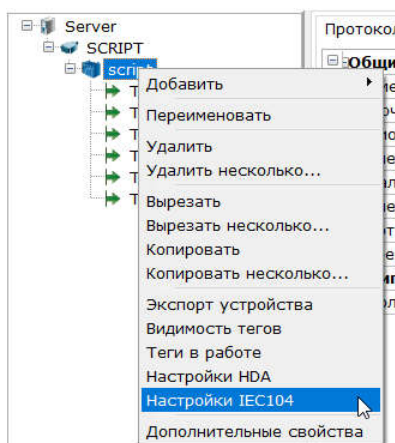 Server
SCRIPT
script
Протокол
Общи
Добавить
Переименовать
Удалить
Удалить несколько...
Вырезать
Вырезать несколько...
Копировать
Копировать несколько...
Экспорт устройства
Видимость тегов
Теги в работе
Настройки HDA
Настройки IEC104
Дополнительные свойства